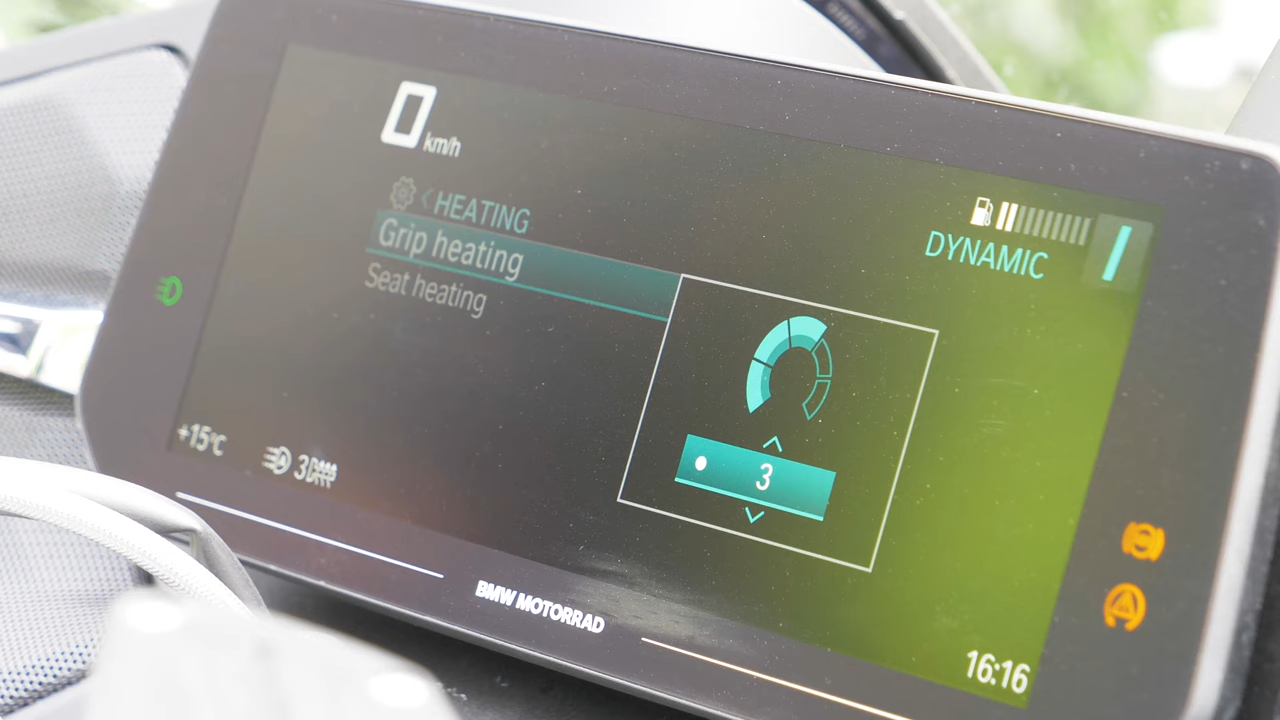 0 km/h
HEATING
Grip heating
Seat heating
DYNAMIC
3
+15°C
3
BMW MOTORRAD
16:16